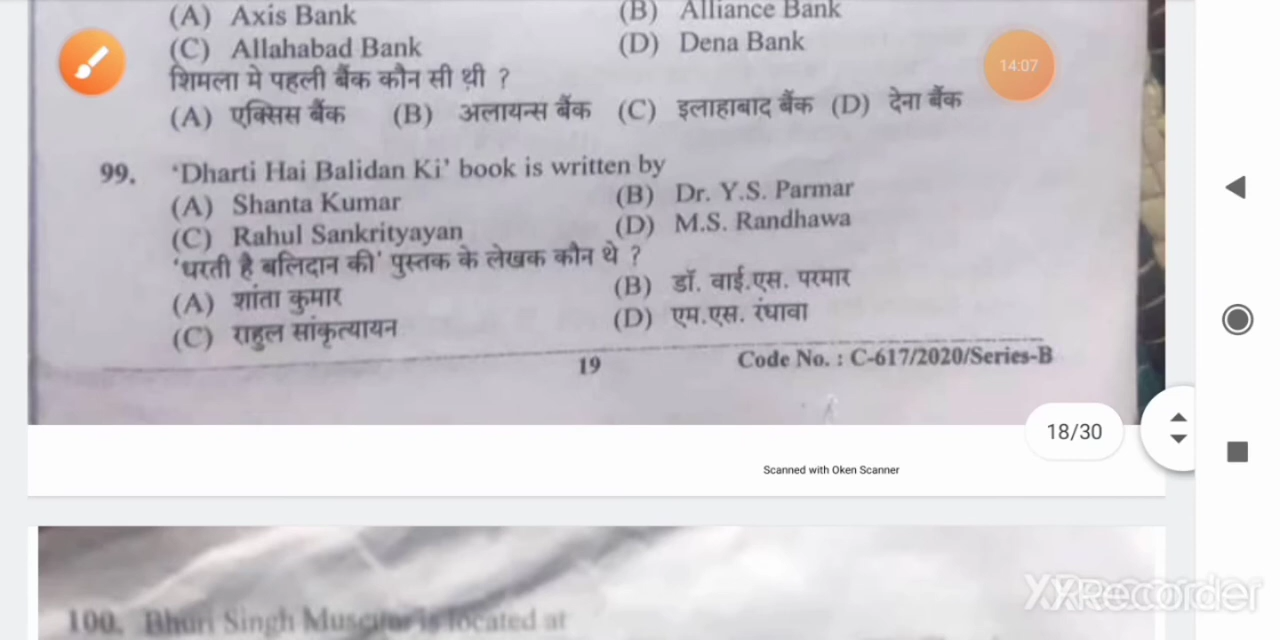 (A) Axis Bank (B) Alliance Bank
(C) Allahabad Bank (D) Dena Bank
शिमला मे पहली बैंक कौन सी थी ?
(A) एक्सिस बैंक (B) अलायन्स बैंक (C) इलाहाबाद बैंक (D) देना बैंक
14:07
99. 'Dharti Hai Balidan Ki' book is written by
(A) Shanta Kumar (B) Dr. Y.S. Parmar
(C) Rahul Sankrityayan (D) M.S. Randhawa
'धरती है बलिदान की' पुस्तक के लेखक कौन थे ?
(A) शांता कुमार (B) डॉ. वाई.एस. परमार
(C) राहुल सांकृत्यायन (D) एम.एस. रंधावा
19 Code No. : C-617/2020/Series-B
18/30
Scanned with Oken Scanner
100. Bhuri Singh Museum is located at
XRecorder